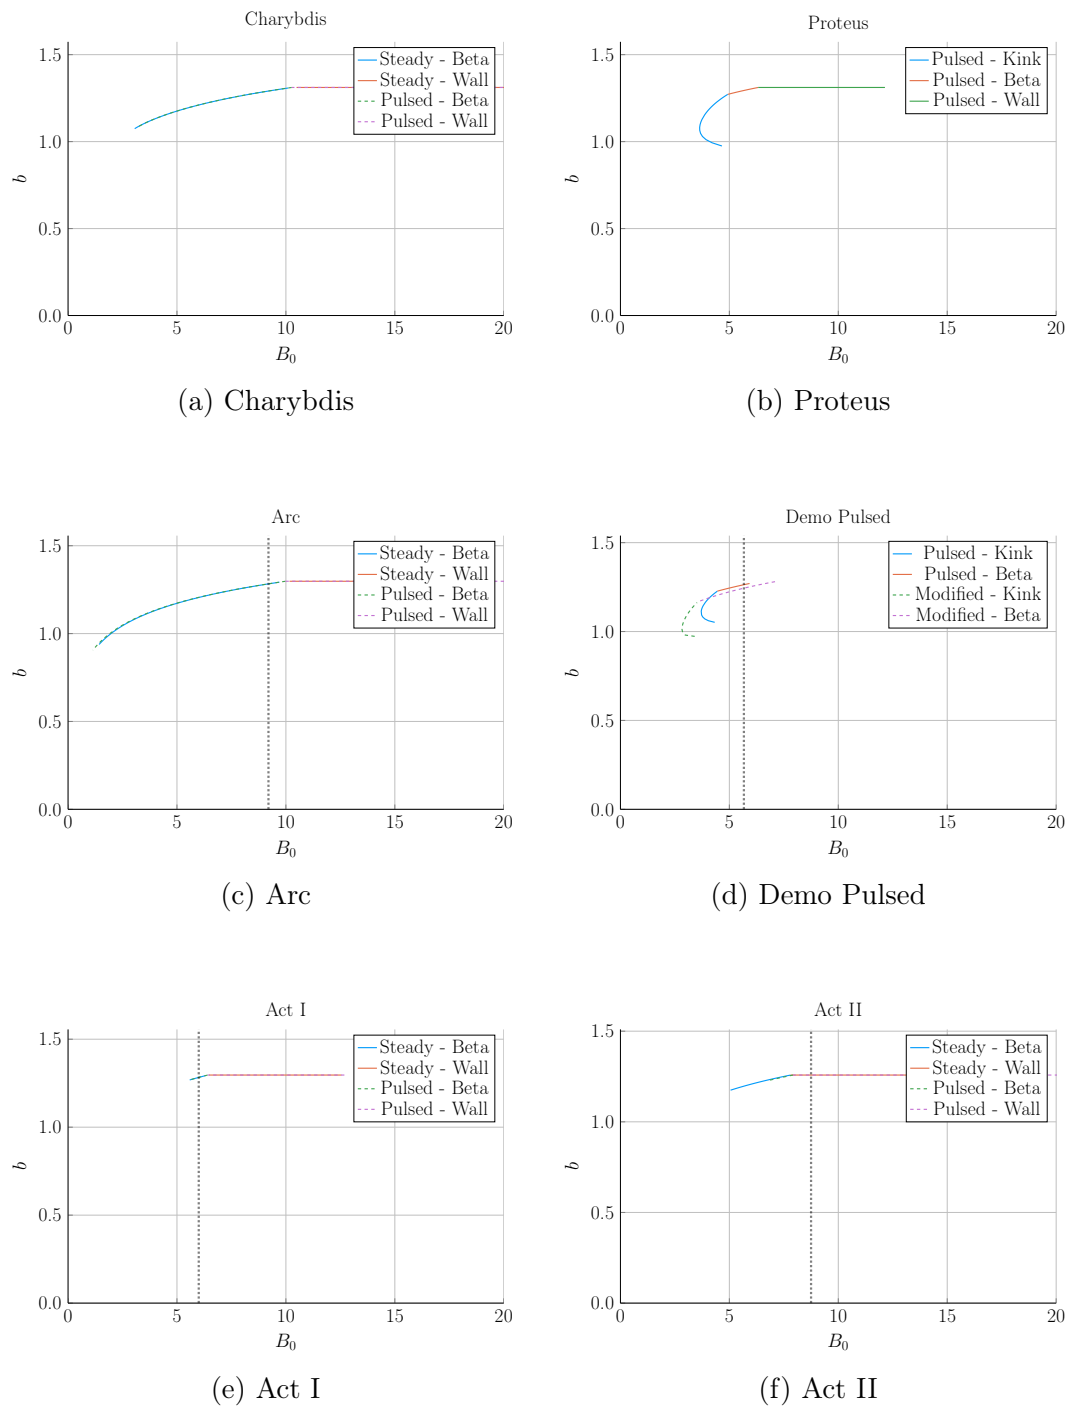 Charybdis
1.5
1.0
0.5
0.0
b
0
5
10
15
20
B0
Steady - Beta
Steady - Wall
Pulsed - Beta
Pulsed - Wall
(a) Charybdis
Proteus
1.5
1.0
0.5
0.0
b
0
5
10
15
20
B0
Pulsed - Kink
Pulsed - Beta
Pulsed - Wall
(b) Proteus
Arc
1.5
1.0
0.5
0.0
b
0
5
10
15
20
B0
Steady - Beta
Steady - Wall
Pulsed - Beta
Pulsed - Wall
(c) Arc
Demo Pulsed
1.5
1.0
0.5
0.0
b
0
5
10
15
20
B0
Pulsed - Kink
Pulsed - Beta
Modified - Kink
Modified - Beta
(d) Demo Pulsed
Act I
1.5
1.0
0.5
0.0
b
0
5
10
15
20
B0
Steady - Beta
Steady - Wall
Pulsed - Beta
Pulsed - Wall
(e) Act I
Act II
1.5
1.0
0.5
0.0
b
0
5
10
15
20
B0
Steady - Beta
Steady - Wall
Pulsed - Beta
Pulsed - Wall
(f) Act II